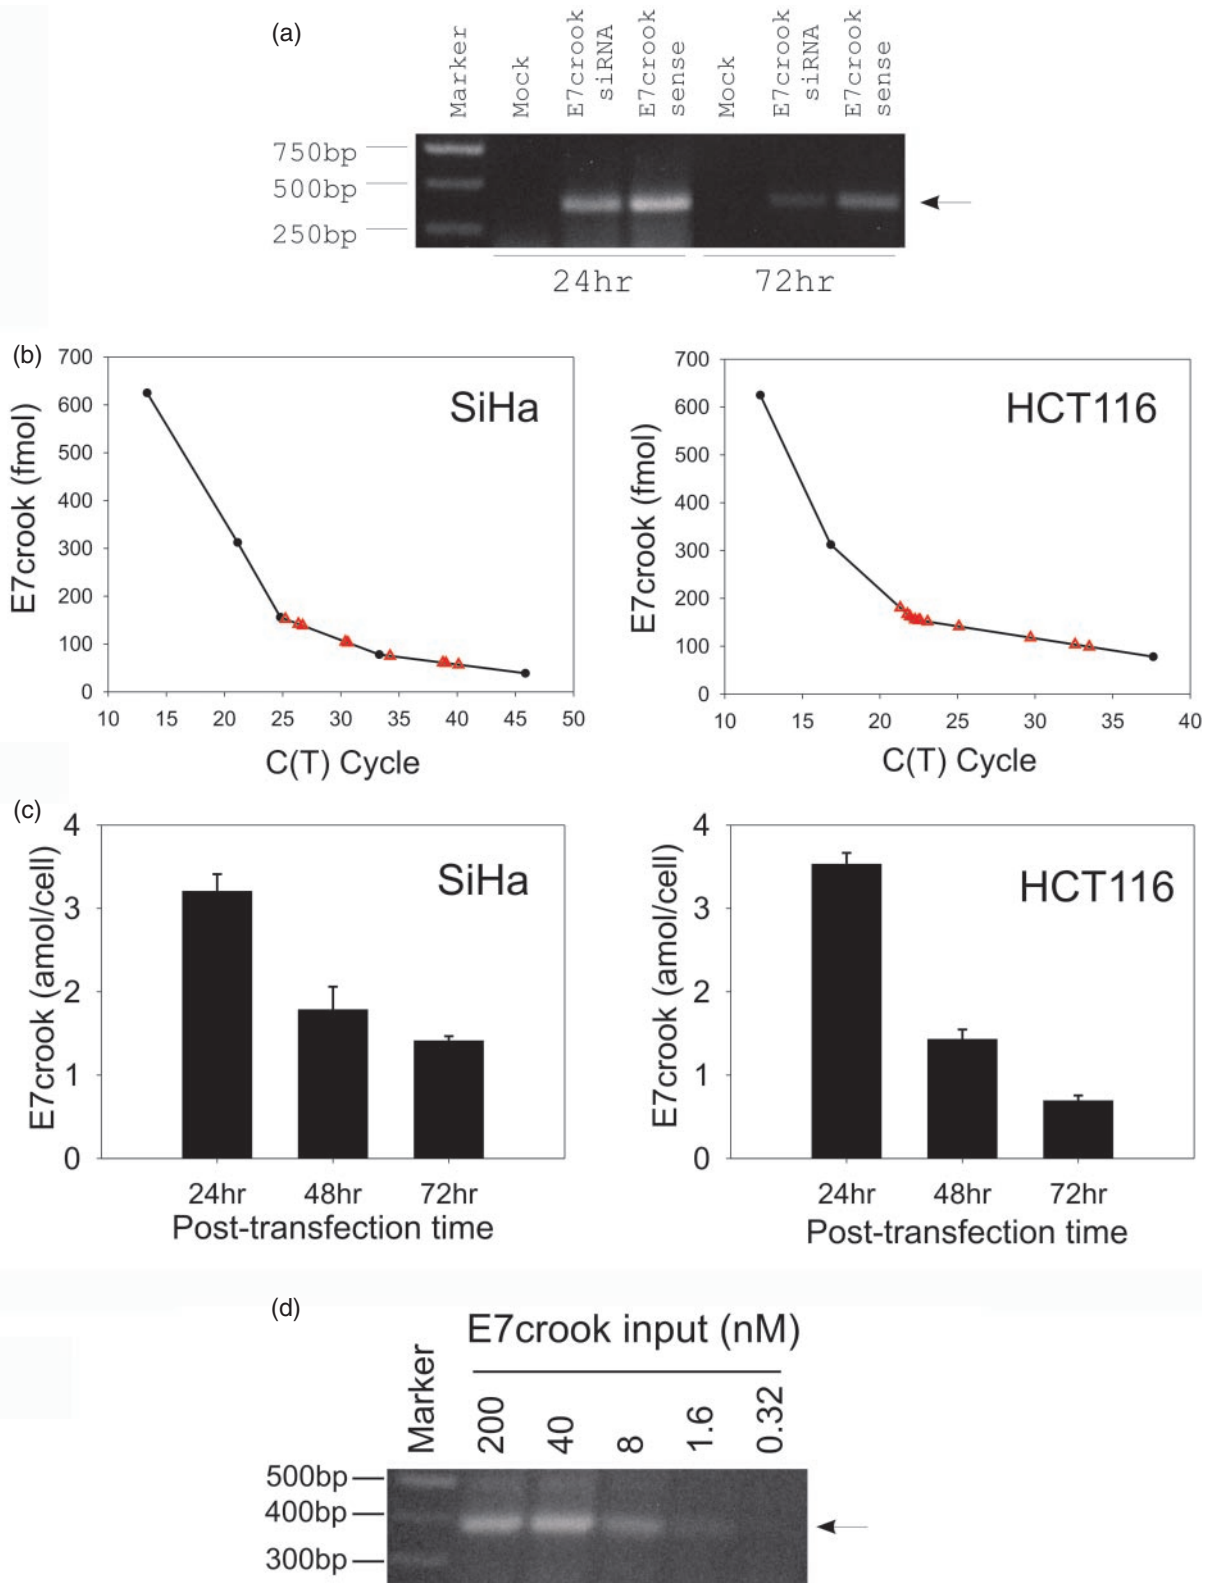 (a)
Marker
Mock
E7crook
siRNA
E7crook
sense
Mock
E7crook
siRNA
E7crook
sense
750bp
500bp
250bp
24hr
72hr
(b)
700
600
500
400
300
200
100
0
E7crook (fmol)
SiHa
10 15 20 25 30 35 40 45 50
C(T) Cycle
700
600
500
400
300
200
100
0
E7crook (fmol)
HCT116
10 15 20 25 30 35 40
C(T) Cycle
(c)
4
3
2
1
0
E7crook (amol/cell)
SiHa
24hr 48hr 72hr
Post-transfection time
4
3
2
1
0
E7crook (amol/cell)
HCT116
24hr 48hr 72hr
Post-transfection time
(d)
E7crook input (nM)
Marker
200
40
8
1.6
0.32
500bp
400bp
300bp